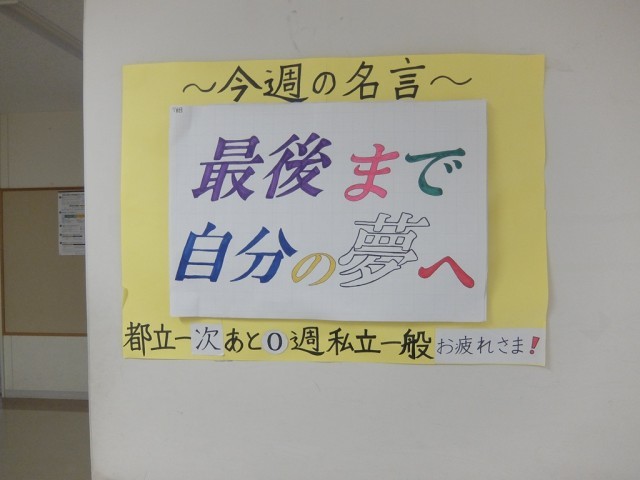 ～今週の名言～
最後まで
自分の夢へ
都立一次あと0週私立一般お疲れさま!